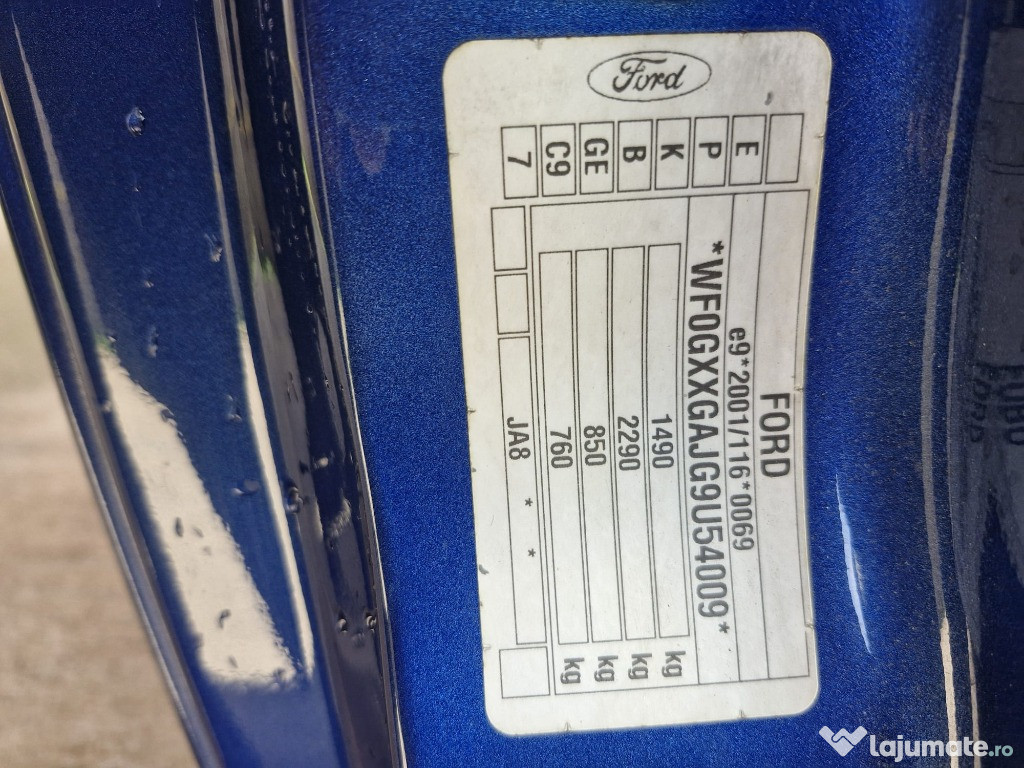 Ford
FORD
E e9*2001/116*0069
P *WF0GXXGAJG9U54009*
K 1490 kg
B 2290 kg
GE 850 kg
C9 760 kg
7 JA8 * *
lajumate.ro